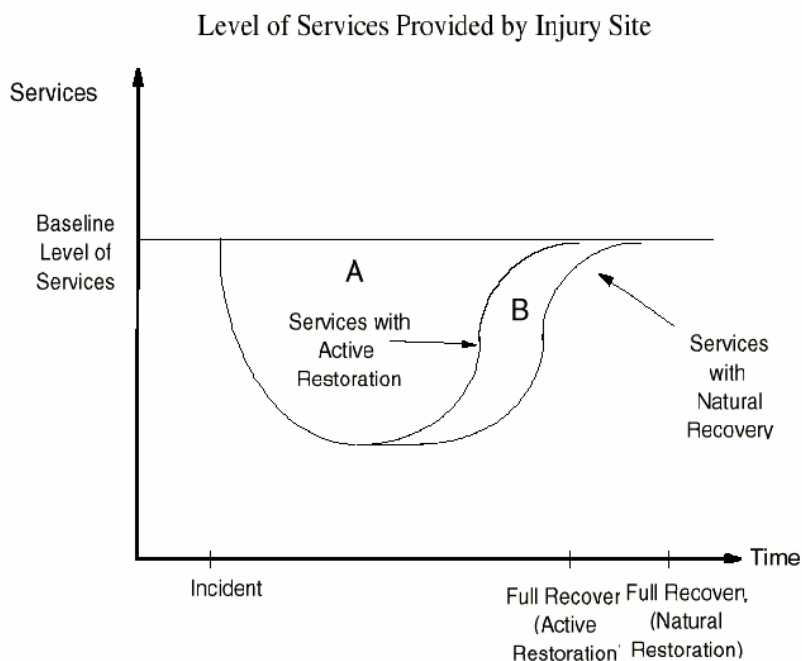 Level of Services Provided by Injury Site
Services
Baseline
Level of
Services
A
Services with
Active
Restoration
B
Services
with
Natural
Recovery
Time
Incident
Full Recover
(Active
Restoration
Full Recover,
(Natural
Restoration)